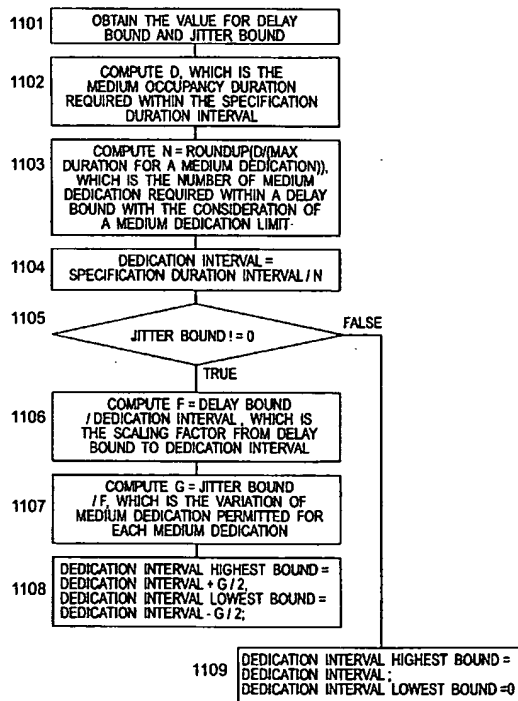 1101
OBTAIN THE VALUE FOR DELAY
BOUND AND JITTER BOUND
1102
COMPUTE D, WHICH IS THE
MEDIUM OCCUPANCY DURATION
REQUIRED WITHIN THE SPECIFICATION
DURATION INTERVAL
1103
COMPUTE N = ROUNDUP(D/(MAX
DURATION FOR A MEDIUM DEDICATION)),
WHICH IS THE NUMBER OF MEDIUM
DEDICATION REQUIRED WITHIN A DELAY
BOUND WITH THE CONSIDERATION OF
A MEDIUM DEDICATION LIMIT
1104
DEDICATION INTERVAL =
SPECIFICATION DURATION INTERVAL / N
1105
JITTER BOUND != 0
FALSE
TRUE
1106
COMPUTE F = DELAY BOUND
/ DEDICATION INTERVAL, WHICH IS
THE SCALING FACTOR FROM DELAY
BOUND TO DEDICATION INTERVAL
1107
COMPUTE G = JITTER BOUND
/ F, WHICH IS THE VARIATION OF
MEDIUM DEDICATION PERMITTED FOR
EACH MEDIUM DEDICATION
1108
DEDICATION INTERVAL HIGHEST BOUND =
DEDICATION INTERVAL + G / 2,
DEDICATION INTERVAL LOWEST BOUND =
DEDICATION INTERVAL - G / 2;
1109
DEDICATION INTERVAL HIGHEST BOUND =
DEDICATION INTERVAL ;
DEDICATION INTERVAL LOWEST BOUND =0